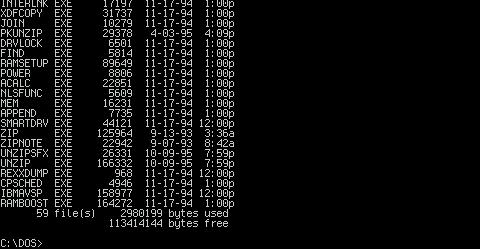 INTERLNK EXE 17197 11-17-94 1:00p
XDFCOPY EXE 31737 11-17-94 1:00p
JOIN EXE 10279 11-17-94 1:00p
PKUNZIP EXE 29378 4-03-95 4:09p
DRVLOCK EXE 6501 11-17-94 1:00p
FIND EXE 5814 11-17-94 1:00p
RAMSETUP EXE 89649 11-17-94 1:00p
POWER EXE 8806 11-17-94 1:00p
ACALC EXE 22851 11-17-94 1:00p
NLSFUNC EXE 5609 11-17-94 1:00p
MEM EXE 16231 11-17-94 1:00p
APPEND EXE 7735 11-17-94 1:00p
SMARTDRV EXE 44121 11-17-94 12:00p
ZIP EXE 125964 9-13-93 3:36a
ZIPNOTE EXE 22942 9-07-93 8:42a
UNZIPSFX EXE 26331 10-09-95 7:59p
UNZIP EXE 166332 10-09-95 7:59p
REXXDUMP EXE 968 11-17-94 12:00p
CPSCHED EXE 4946 11-17-94 1:00p
IBMAVSP EXE 158977 11-17-94 12:00p
RAMBOOST EXE 164272 11-17-94 1:00p
59 file(s) 2980199 bytes used
113414144 bytes free
C:\DOS>